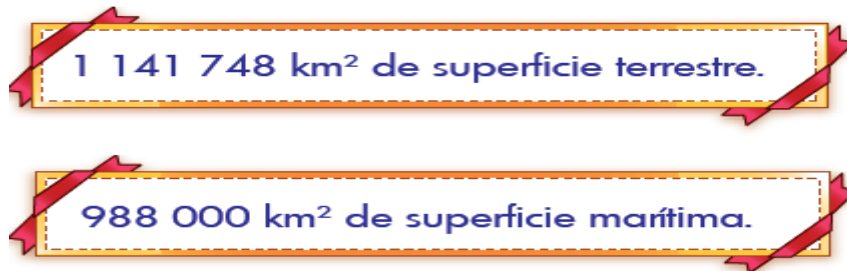 1 141 748 km² de superficie terrestre.
988 000 km² de superficie marítima.